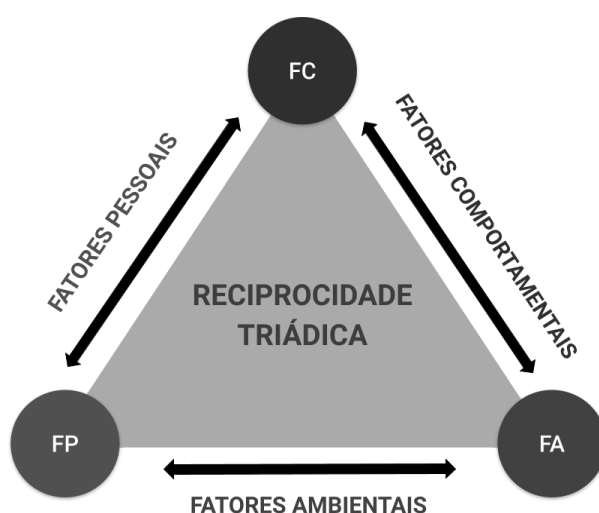 FC
FATORES PESSOAIS
FATORES COMPORTAMENTAIS
RECIPROCIDADE
TRIÁDICA
FP
FA
FATORES AMBIENTAIS